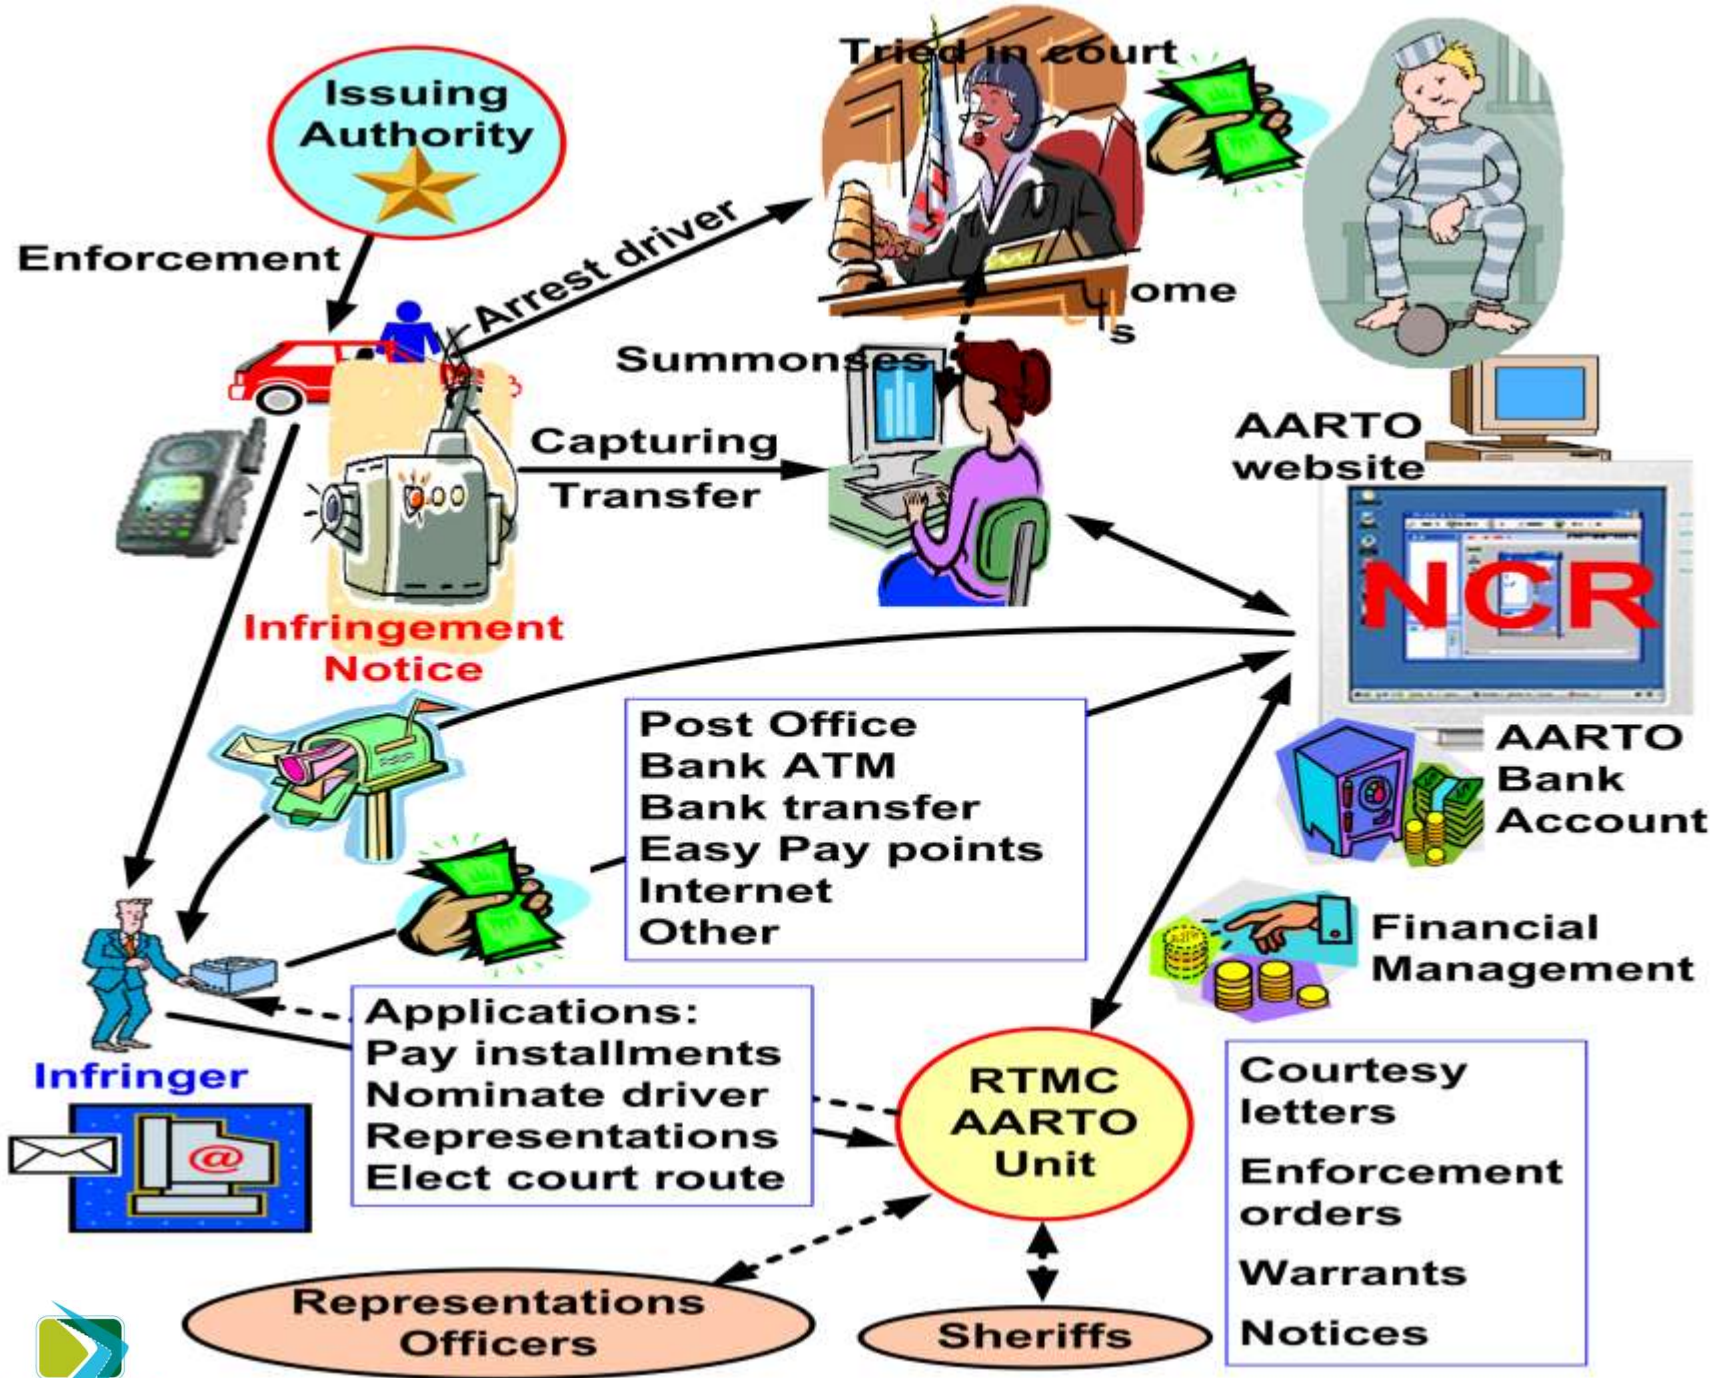 Issuing
Authority
Enforcement
Arrest driver
Tried in court
Summonses
Capturing
Transfer
AARTO
website
NCR
Infringement
Notice
Post Office
Bank ATM
Bank transfer
Easy Pay points
Internet
Other
AARTO
Bank
Account
Financial
Management
Applications:
Pay installments
Nominate driver
Representations
Elect court route
Infringer
@
RTMC
AARTO
Unit
Courtesy
letters
Enforcement
orders
Warrants
Notices
Representations
Officers
Sheriffs